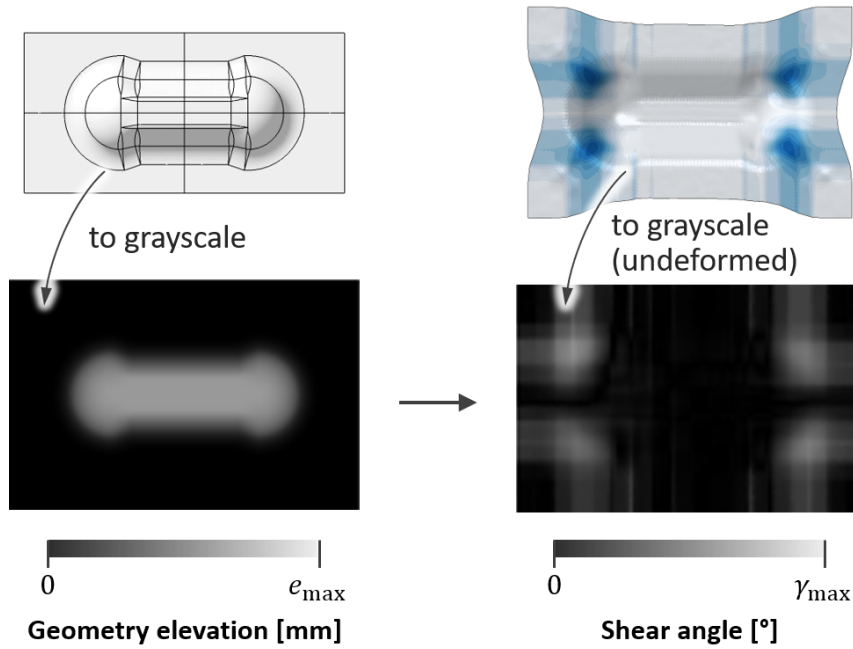 to grayscale
to grayscale
(undeformed)
0
e_max
0
γ_max
Geometry elevation [mm]
Shear angle [°]